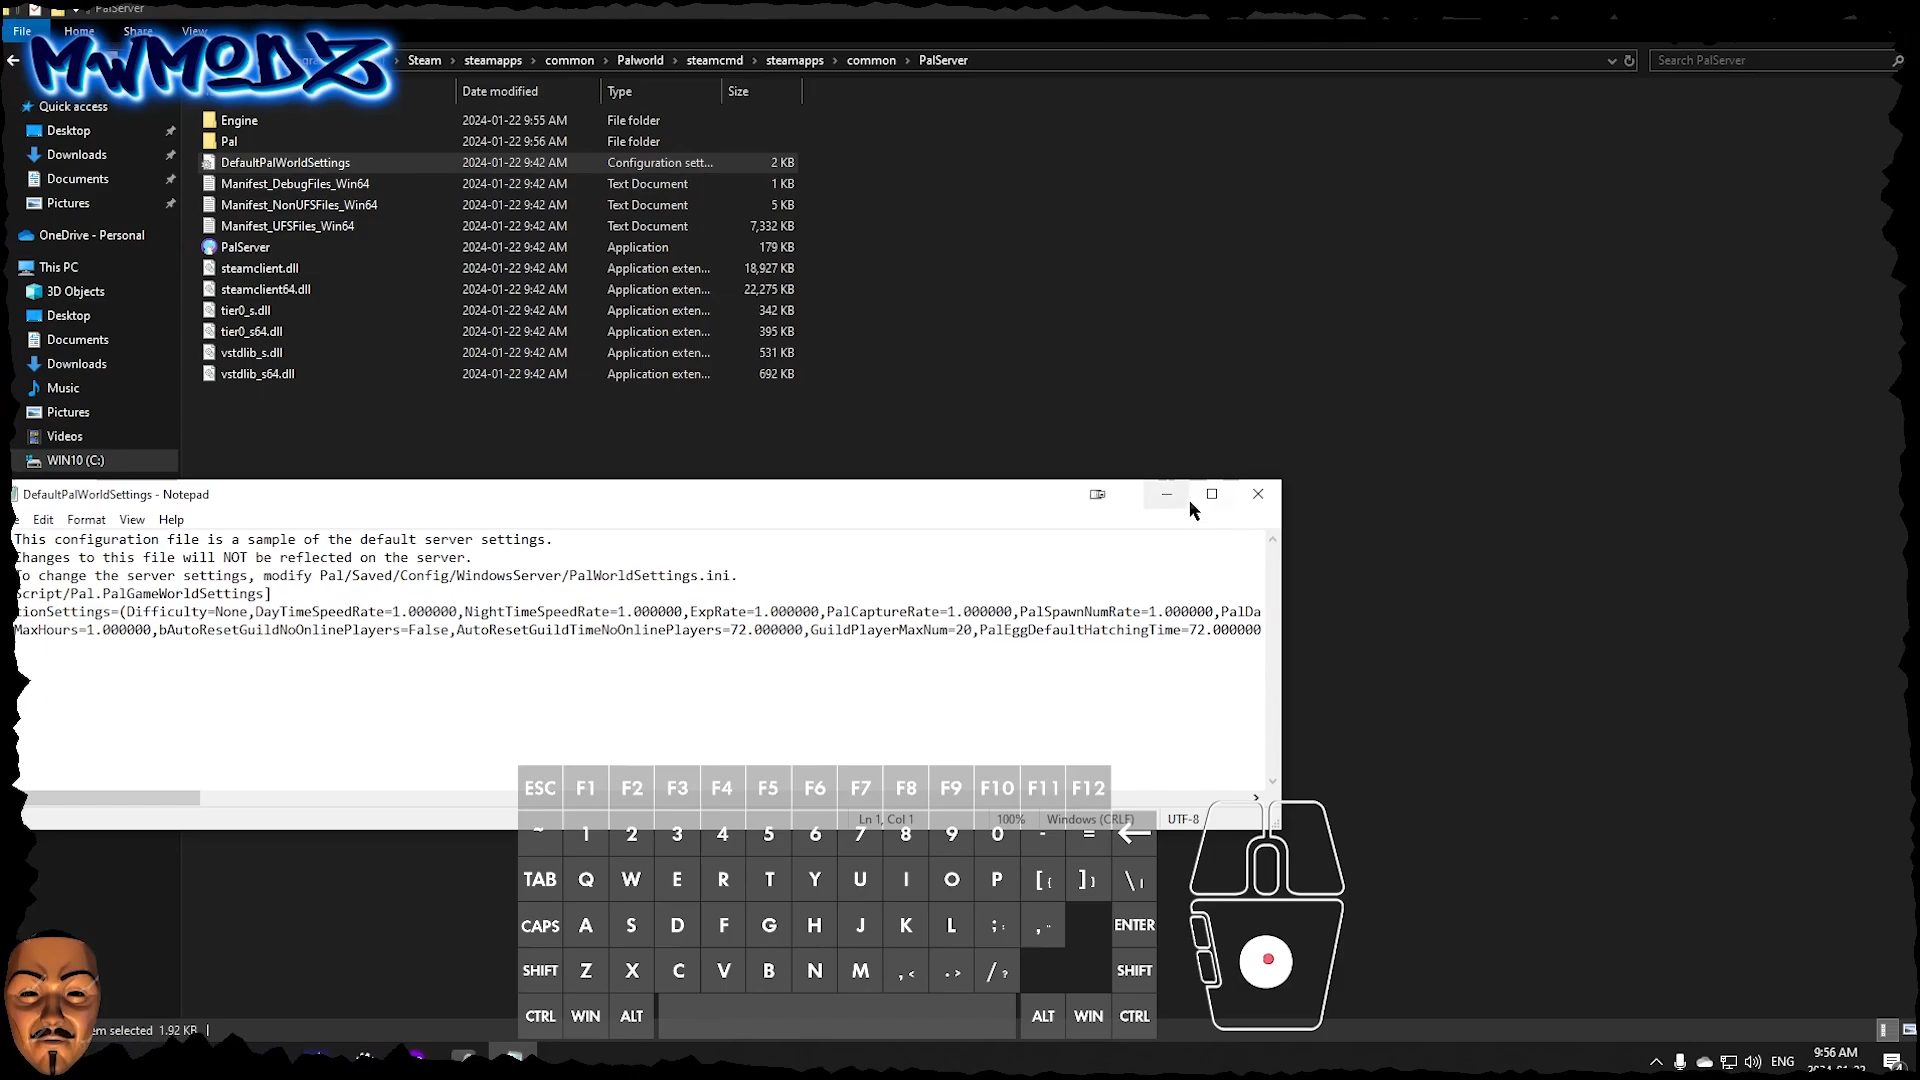 PalServer
File Home Share View
MWMODZ
Steam > steamapps > common > Palworld > steamcmd > steamapps > common > PalServer
Search PalServer
Date modified Type Size
Quick access
Desktop
Downloads
Documents
Pictures
OneDrive - Personal
This PC
3D Objects
Desktop
Documents
Downloads
Music
Pictures
Videos
WIN10 (C:)
Engine 2024-01-22 9:55 AM File folder
Pal 2024-01-22 9:56 AM File folder
DefaultPalWorldSettings 2024-01-22 9:42 AM Configuration sett... 2 KB
Manifest_DebugFiles_Win64 2024-01-22 9:42 AM Text Document 1 KB
Manifest_NonUFSFiles_Win64 2024-01-22 9:42 AM Text Document 5 KB
Manifest_UFSFiles_Win64 2024-01-22 9:42 AM Text Document 7,332 KB
PalServer 2024-01-22 9:42 AM Application 179 KB
steamclient.dll 2024-01-22 9:42 AM Application exten... 18,927 KB
steamclient64.dll 2024-01-22 9:42 AM Application exten... 22,275 KB
tier0_s.dll 2024-01-22 9:42 AM Application exten... 342 KB
tier0_s64.dll 2024-01-22 9:42 AM Application exten... 395 KB
vstdlib_s.dll 2024-01-22 9:42 AM Application exten... 531 KB
vstdlib_s64.dll 2024-01-22 9:42 AM Application exten... 692 KB
DefaultPalWorldSettings - Notepad
e Edit Format View Help
This configuration file is a sample of the default server settings.
Changes to this file will NOT be reflected on the server.
To change the server settings, modify Pal/Saved/Config/WindowsServer/PalWorldSettings.ini.
Script/Pal.PalGameWorldSettings]
tionSettings=(Difficulty=None,DayTimeSpeedRate=1.000000,NightTimeSpeedRate=1.000000,ExpRate=1.000000,PalCaptureRate=1.000000,PalSpawnNumRate=1.000000,PalDa
MaxHours=1.000000,bAutoResetGuildNoOnlinePlayers=False,AutoResetGuildTimeNoOnlinePlayers=72.000000,GuildPlayerMaxNum=20,PalEggDefaultHatchingTime=72.000000
Ln 1, Col 1 100% Windows (CRLF) UTF-8
ESC F1 F2 F3 F4 F5 F6 F7 F8 F9 F10 F11 F12
~ 1 2 3 4 5 6 7 8 9 0 - = ←
TAB Q W E R T Y U I O P [{ ]} \|
CAPS A S D F G H J K L ;: ,” ENTER
SHIFT Z X C V B N M ,< .> /? SHIFT
CTRL WIN ALT ALT WIN CTRL
em selected 1.92 KB
ENG 9:56 AM